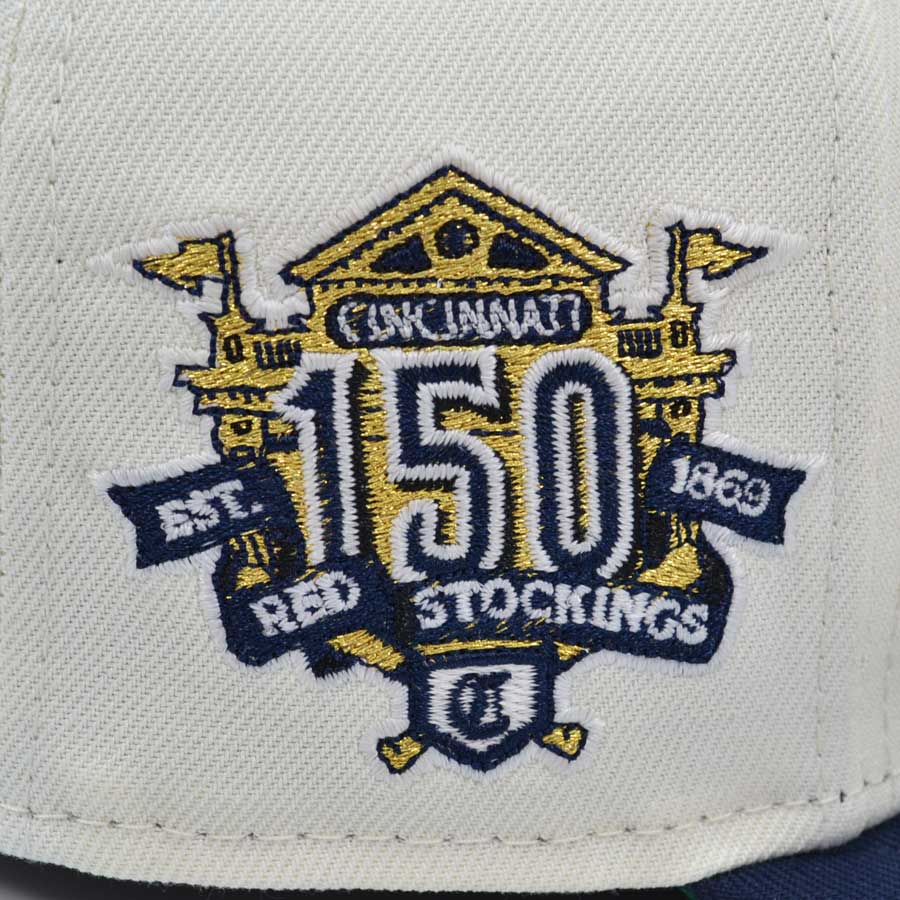 CINCINNATI
150
EST. 1869
RED STOCKINGS
C